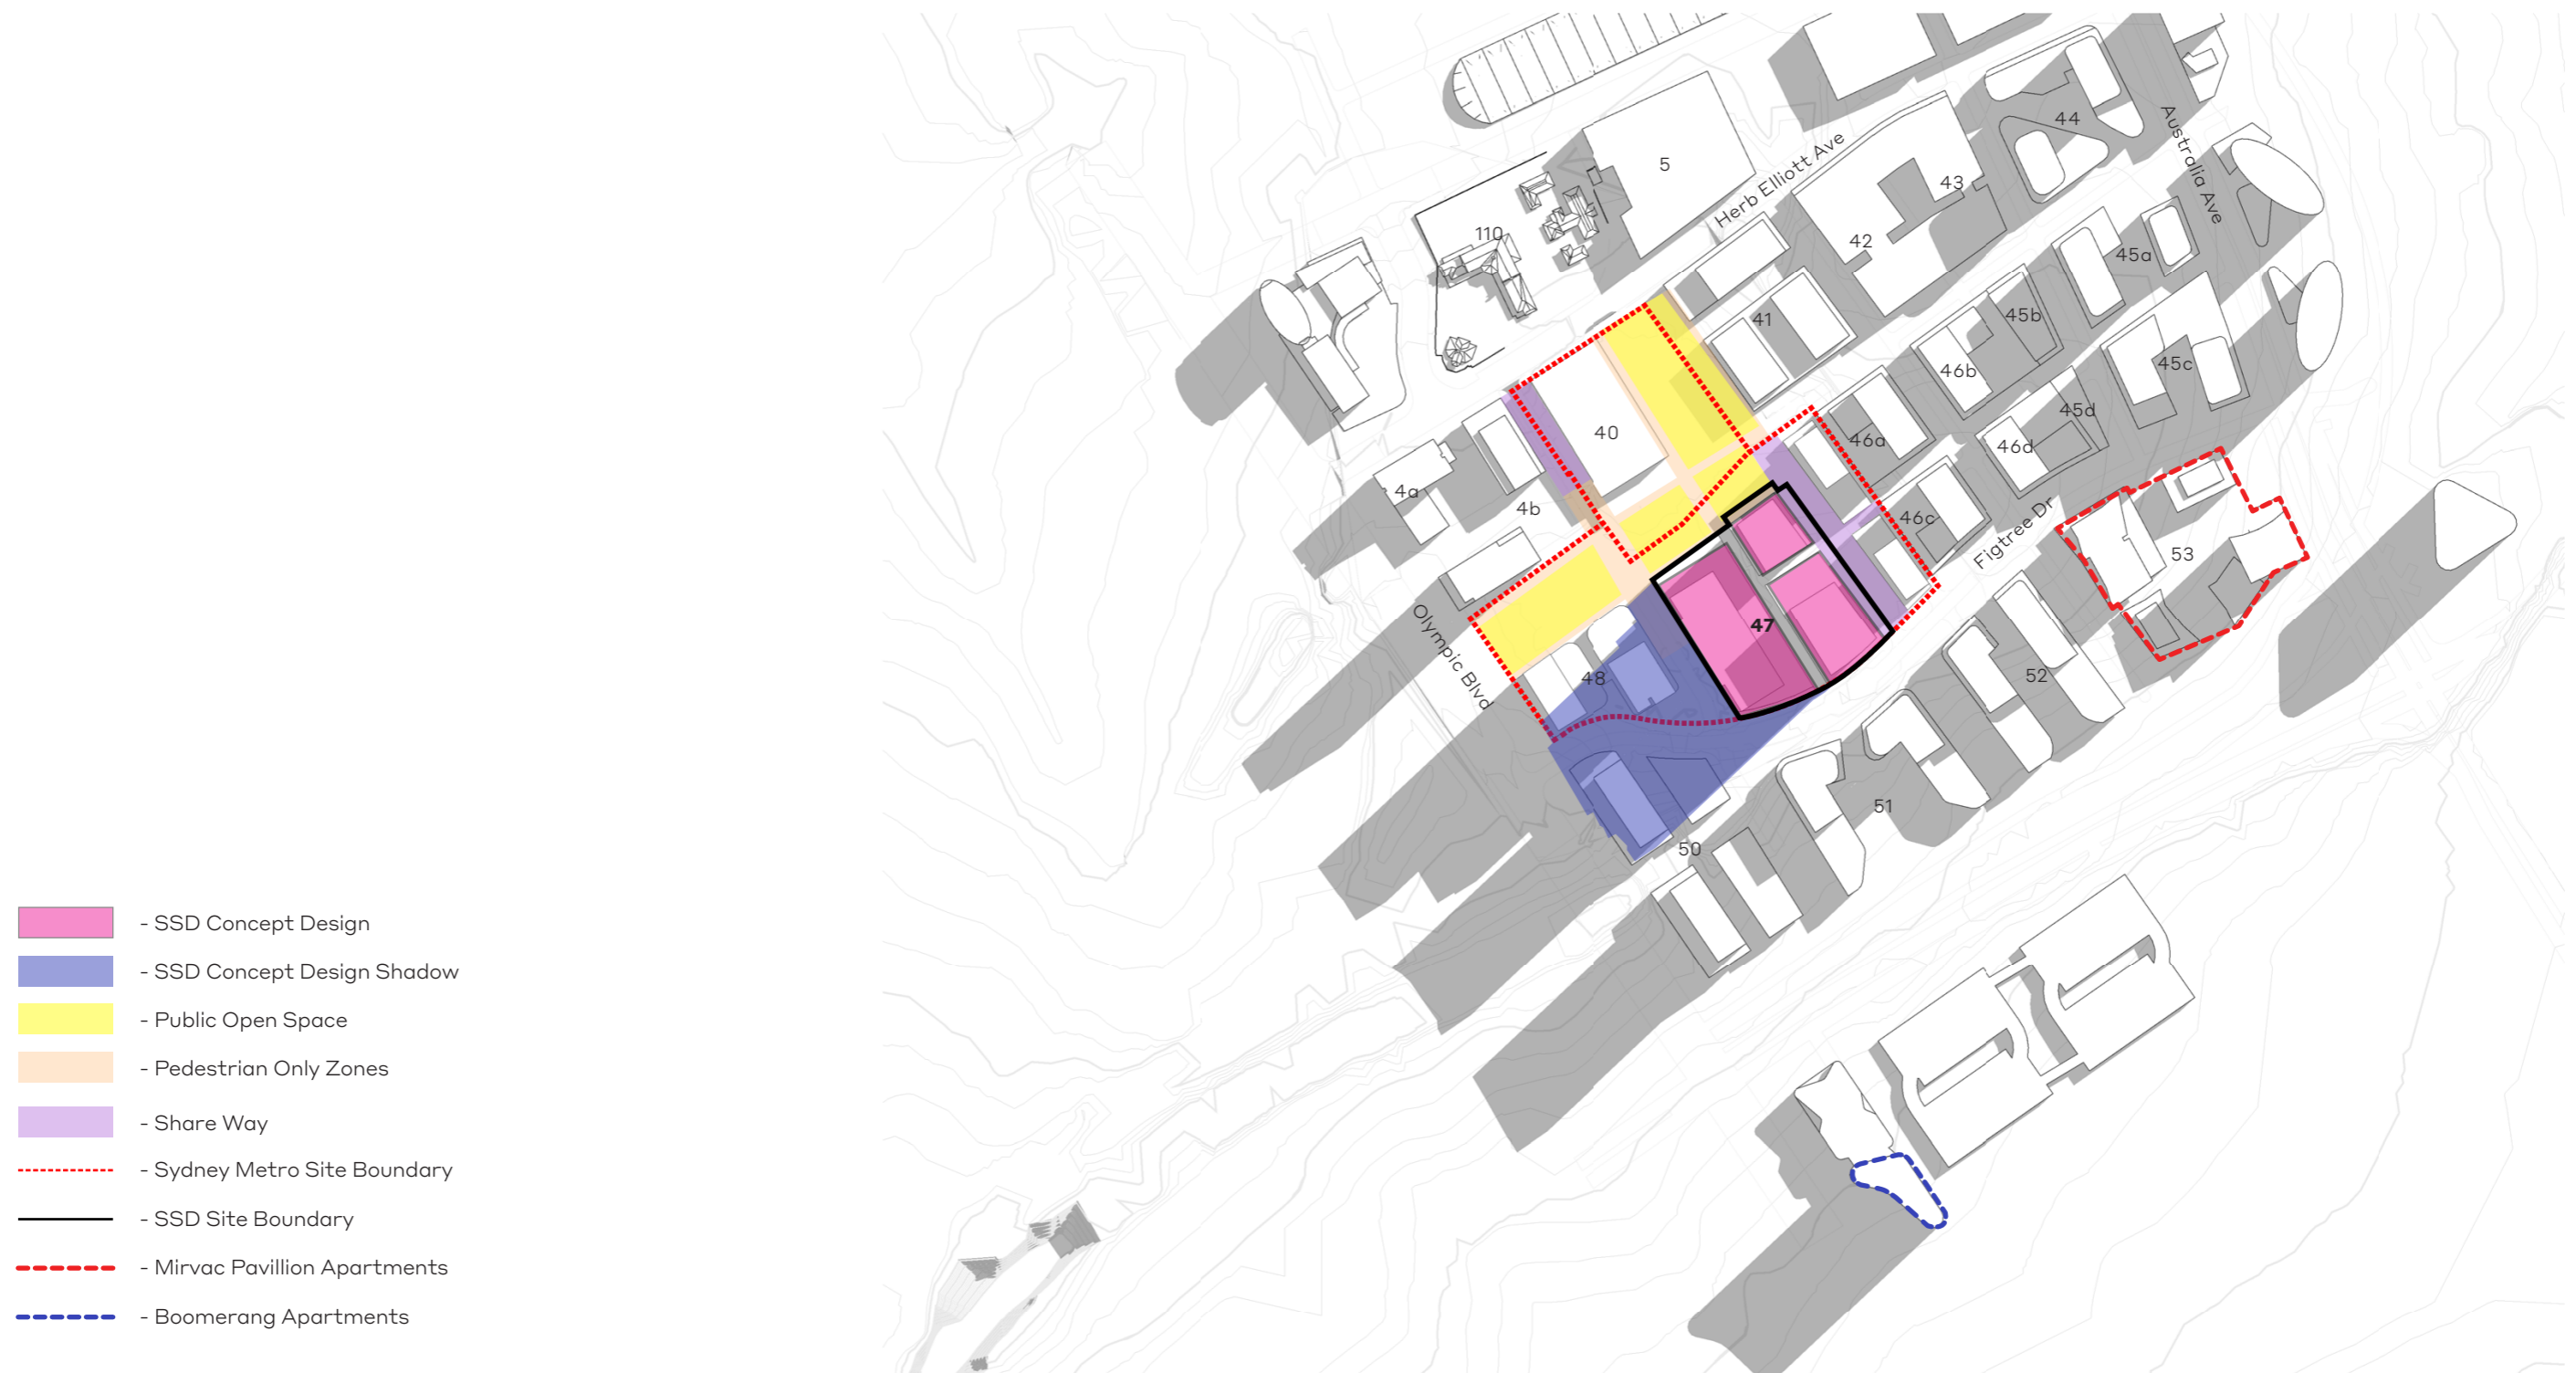 - SSD Concept Design
- SSD Concept Design Shadow
- Public Open Space
- Pedestrian Only Zones
- Share Way
- Sydney Metro Site Boundary
- SSD Site Boundary
- Mirvac Pavillion Apartments
- Boomerang Apartments
44
Australia Ave
5
Herb Elliott Ave
43
110
42
45a
41
45b
46b
45c
45d
40
46a
46d
4a
4b
46c
Figtree Dr
53
Olympic Blvd
47
48
52
51
50